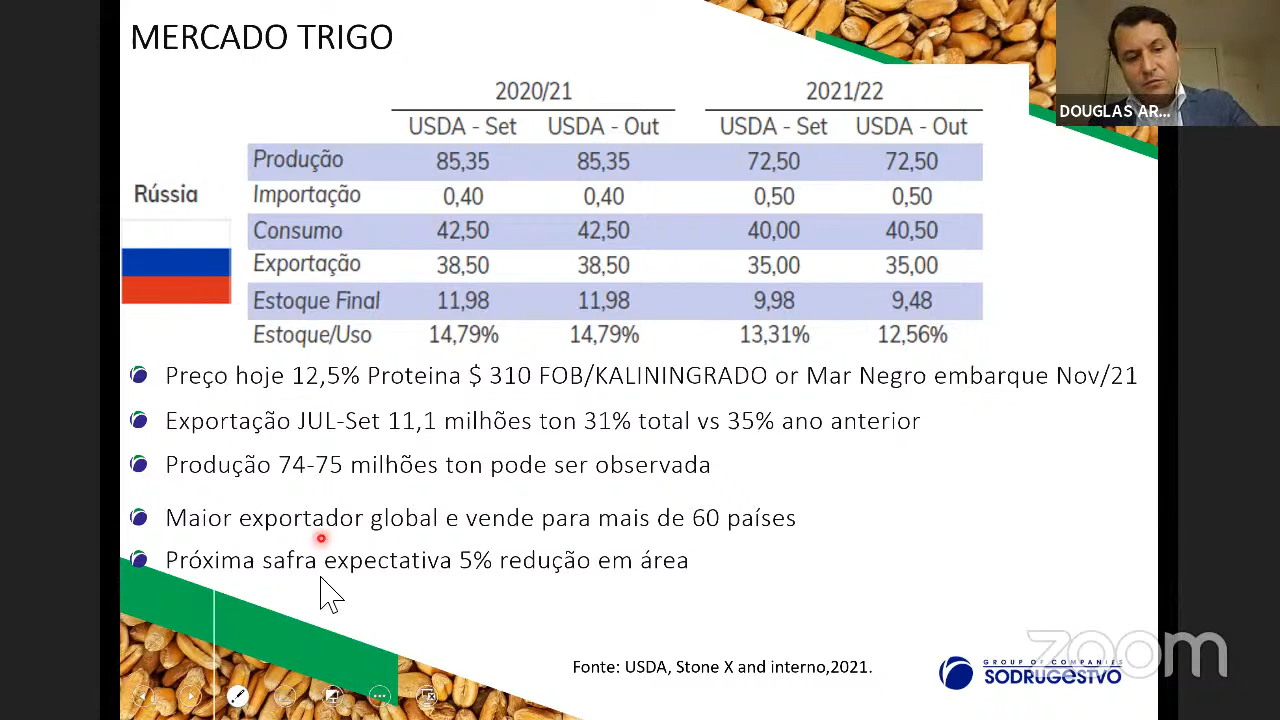 MERCADO TRIGO
DOUGLAS AR...
2020/21 2021/22
USDA - Set USDA - Out USDA - Set USDA - Out
Produção 85,35 85,35 72,50 72,50
Rússia
Importação 0,40 0,40 0,50 0,50
Consumo 42,50 42,50 40,00 40,50
Exportação 38,50 38,50 35,00 35,00
Estoque Final 11,98 11,98 9,98 9,48
Estoque/Uso 14,79% 14,79% 13,31% 12,56%
Preço hoje 12,5% Proteina $ 310 FOB/KALININGRADO or Mar Negro embarque Nov/21
Exportação JUL-Set 11,1 milhões ton 31% total vs 35% ano anterior
Produção 74-75 milhões ton pode ser observada
Maior exportador global e vende para mais de 60 países
Próxima safra expectativa 5% redução em área
Fonte: USDA, Stone X and interno,2021.
GROUP OF COMPANIES
SODRUGESTVO
zoom